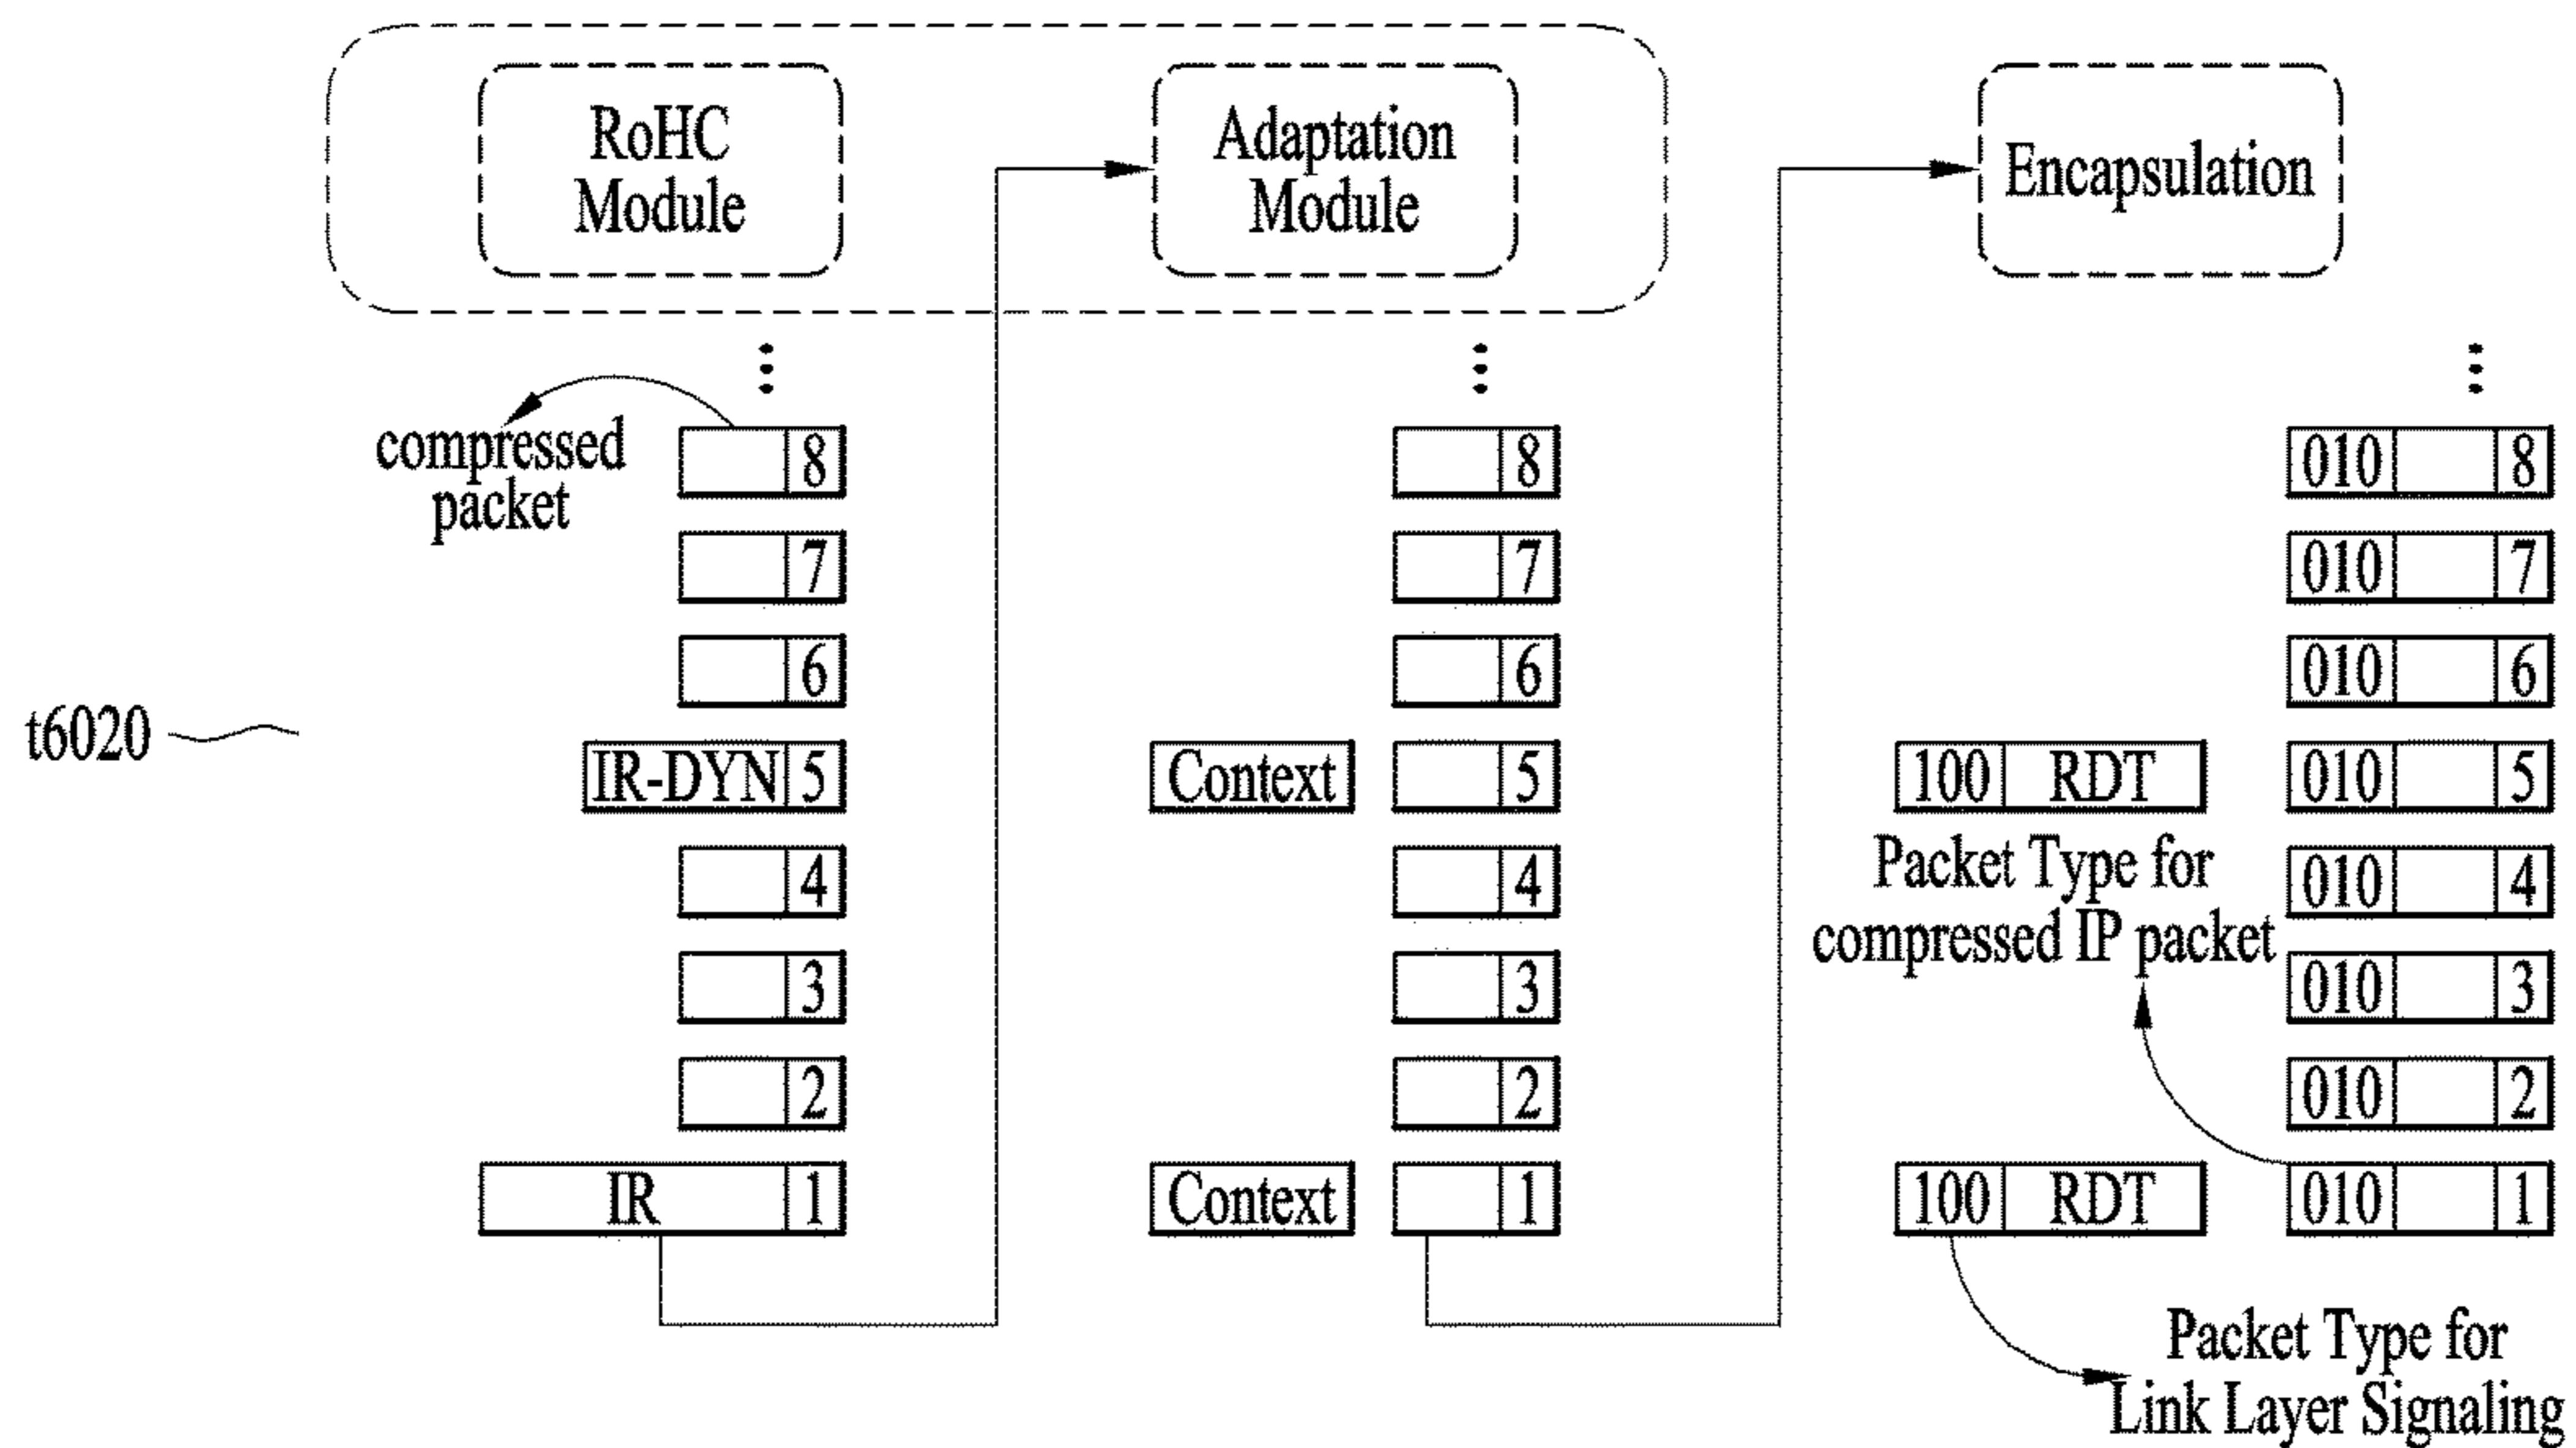 RoHC
Module
Adaptation
Module
Encapsulation
compressed
packet
8
8
010 8
7
7
010 7
6
6
010 6
t6020
IR-DYN 5
Context 5
100 RDT 010 5
4
4
010 4
Packet Type for
compressed IP packet
3
3
010 3
2
2
010 2
IR 1
Context 1
100 RDT 010 1
Packet Type for
Link Layer Signaling